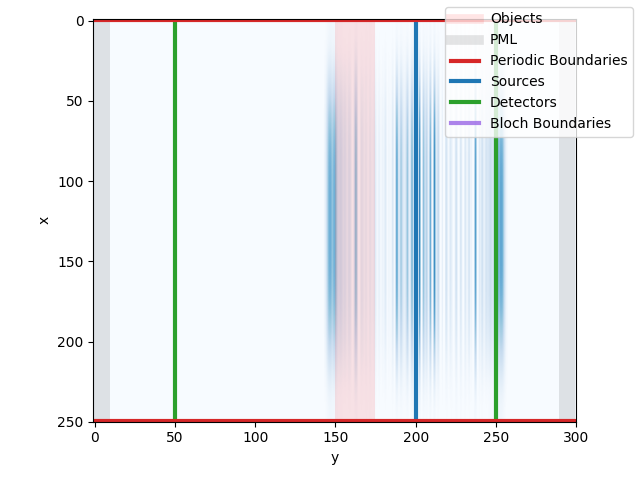 Objects
PML
Periodic Boundaries
Sources
Detectors
Bloch Boundaries
0
50
100
150
200
250
x
0 50 100 150 200 250 300
y